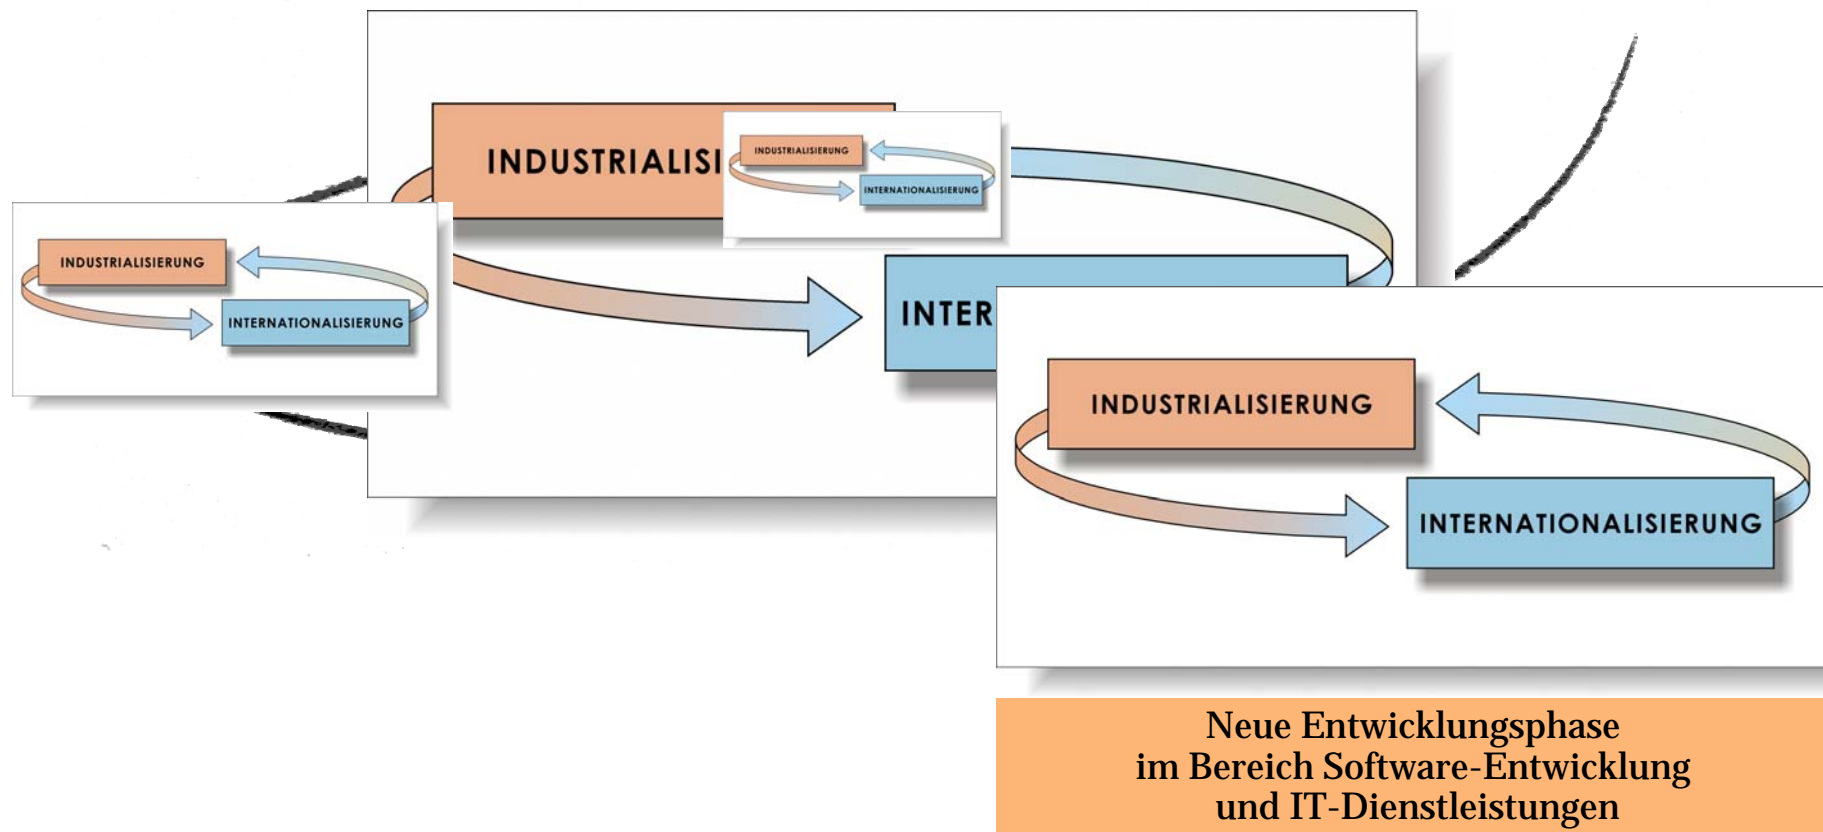 INDUSTRIALISI
INDUSTRIALISIERUNG
INTERNATIONALISIERUNG
INDUSTRIALISIERUNG
INTERNATIONALISIERUNG
INTER
INDUSTRIALISIERUNG
INTERNATIONALISIERUNG
Neue Entwicklungsphase
im Bereich Software-Entwicklung
und IT-Dienstleistungen